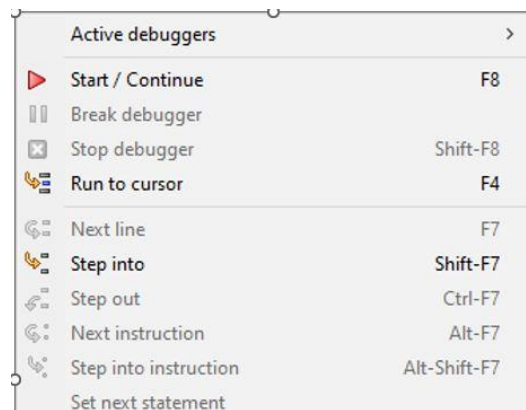 Active debuggers
Start / Continue F8
Break debugger
Stop debugger Shift-F8
Run to cursor F4
Next line F7
Step into Shift-F7
Step out Ctrl-F7
Next instruction Alt-F7
Step into instruction Alt-Shift-F7
Set next statement